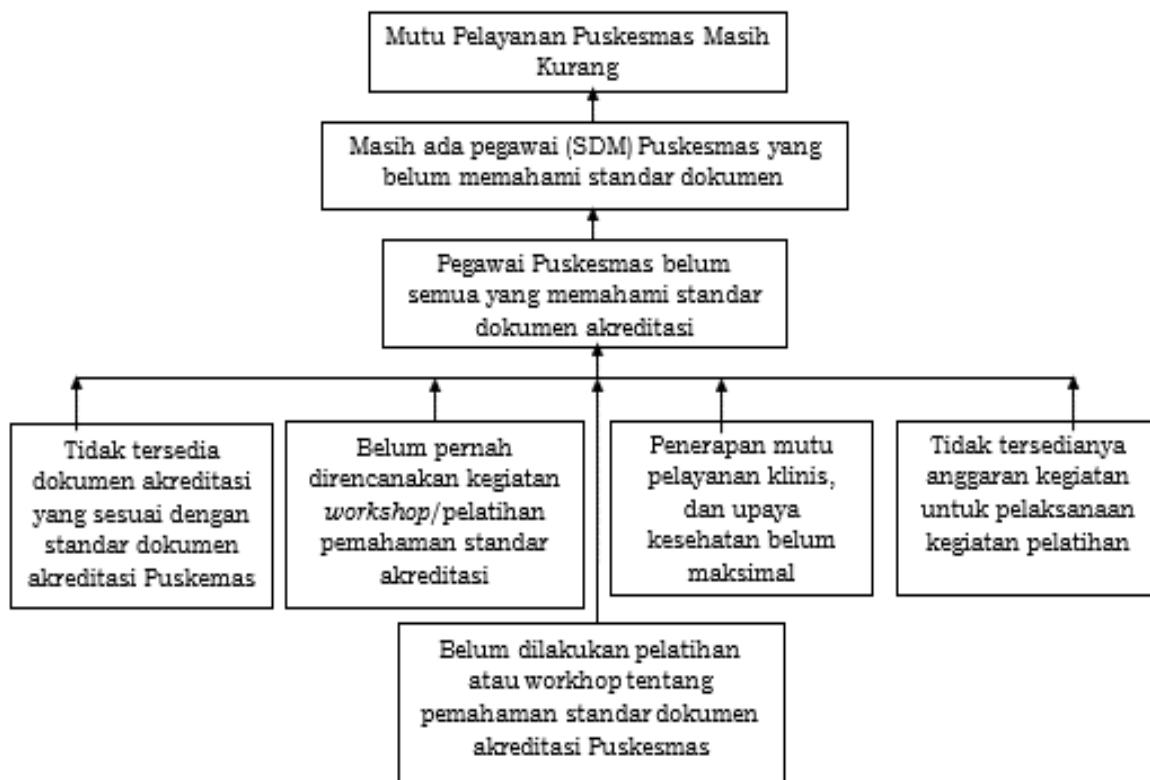 Mutu Pelayanan Puskesmas Masih
Kurang
Masih ada pegawai (SDM) Puskesmas yang
belum memahami standar dokumen
Pegawai Puskesmas belum
semua yang memahami standar
dokumen akreditasi
Tidak tersedia
dokumen akreditasi
yang sesuai dengan
standar dokumen
akreditasi Puskemas
Belum pernah
direncanakan kegiatan
workshop/pelatihan
pemahaman standar
akreditasi
Penerapan mutu
pelayanan klinis,
dan upaya
kesehatan belum
maksimal
Tidak tersedianya
anggaran kegiatan
untuk pelaksanaan
kegiatan pelatihan
Belum dilakukan pelatihan
atau workhop tentang
pemahaman standar dokumen
akreditasi Puskesmas